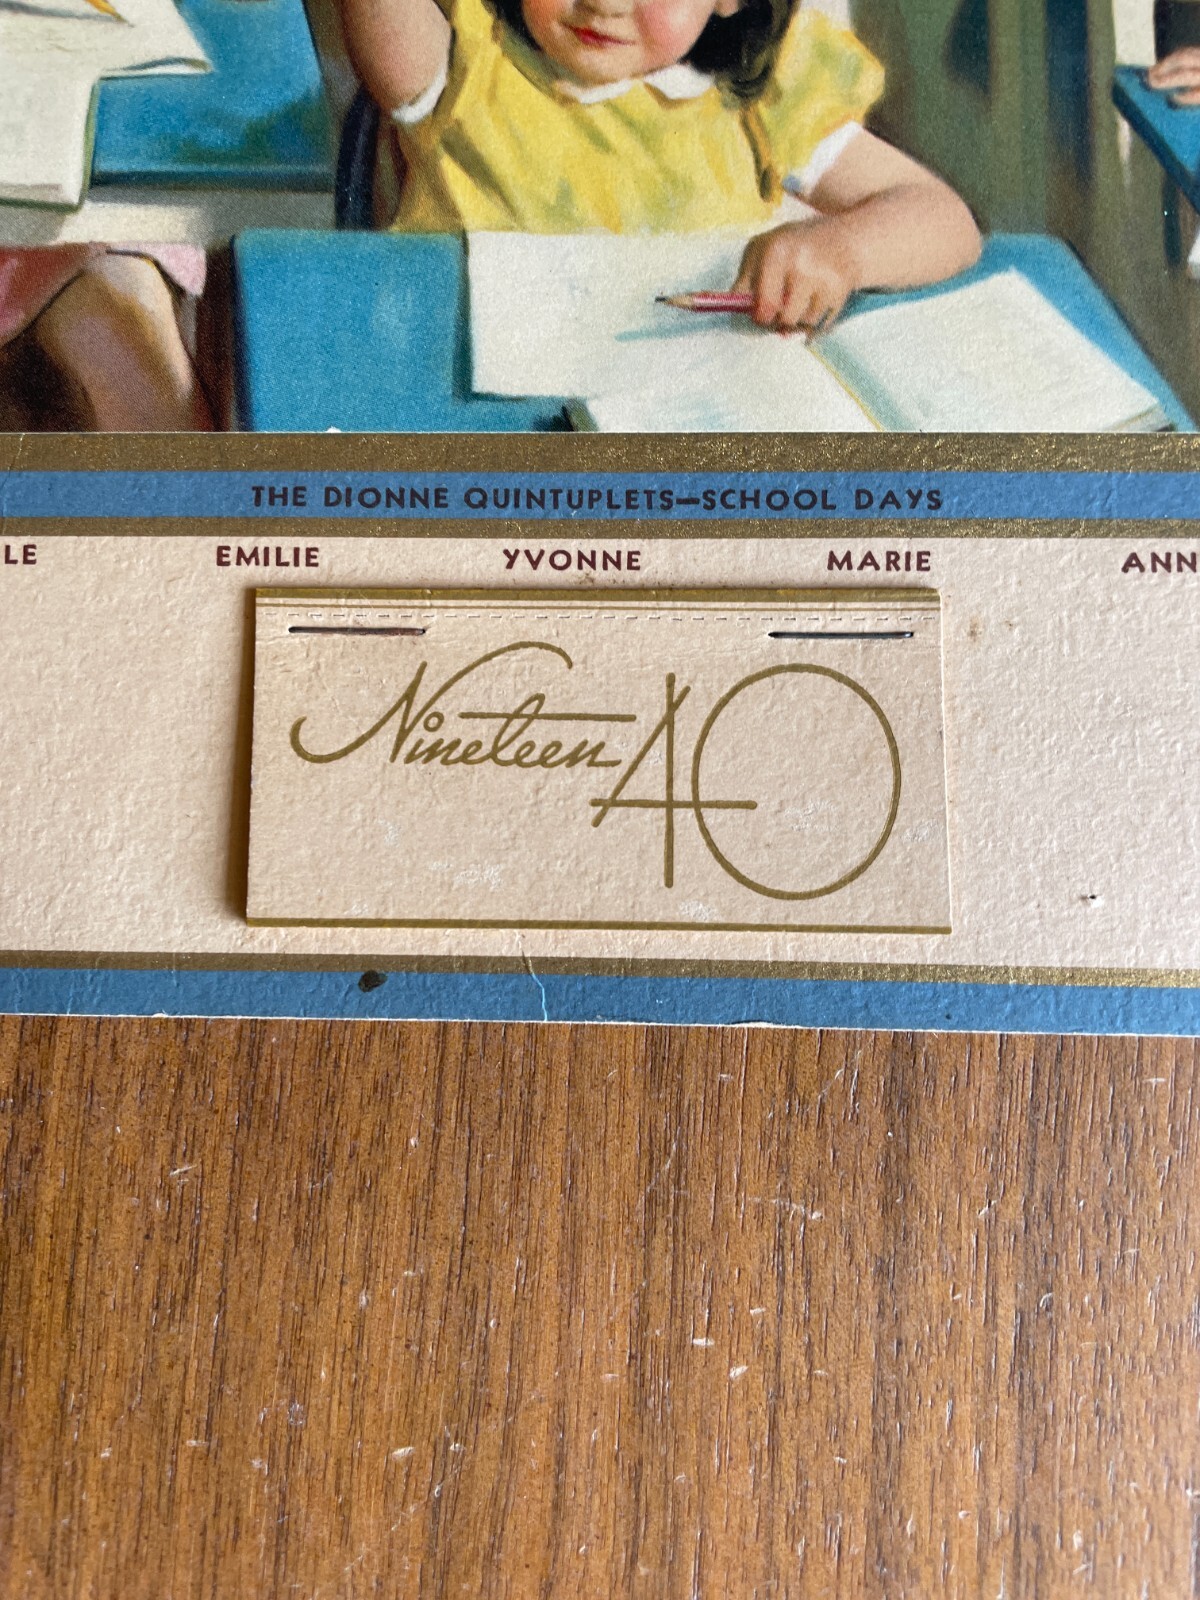 THE DIONNE QUINTUPLETS—SCHOOL DAYS
LE EMILIE YVONNE MARIE ANN
Nineteen 40